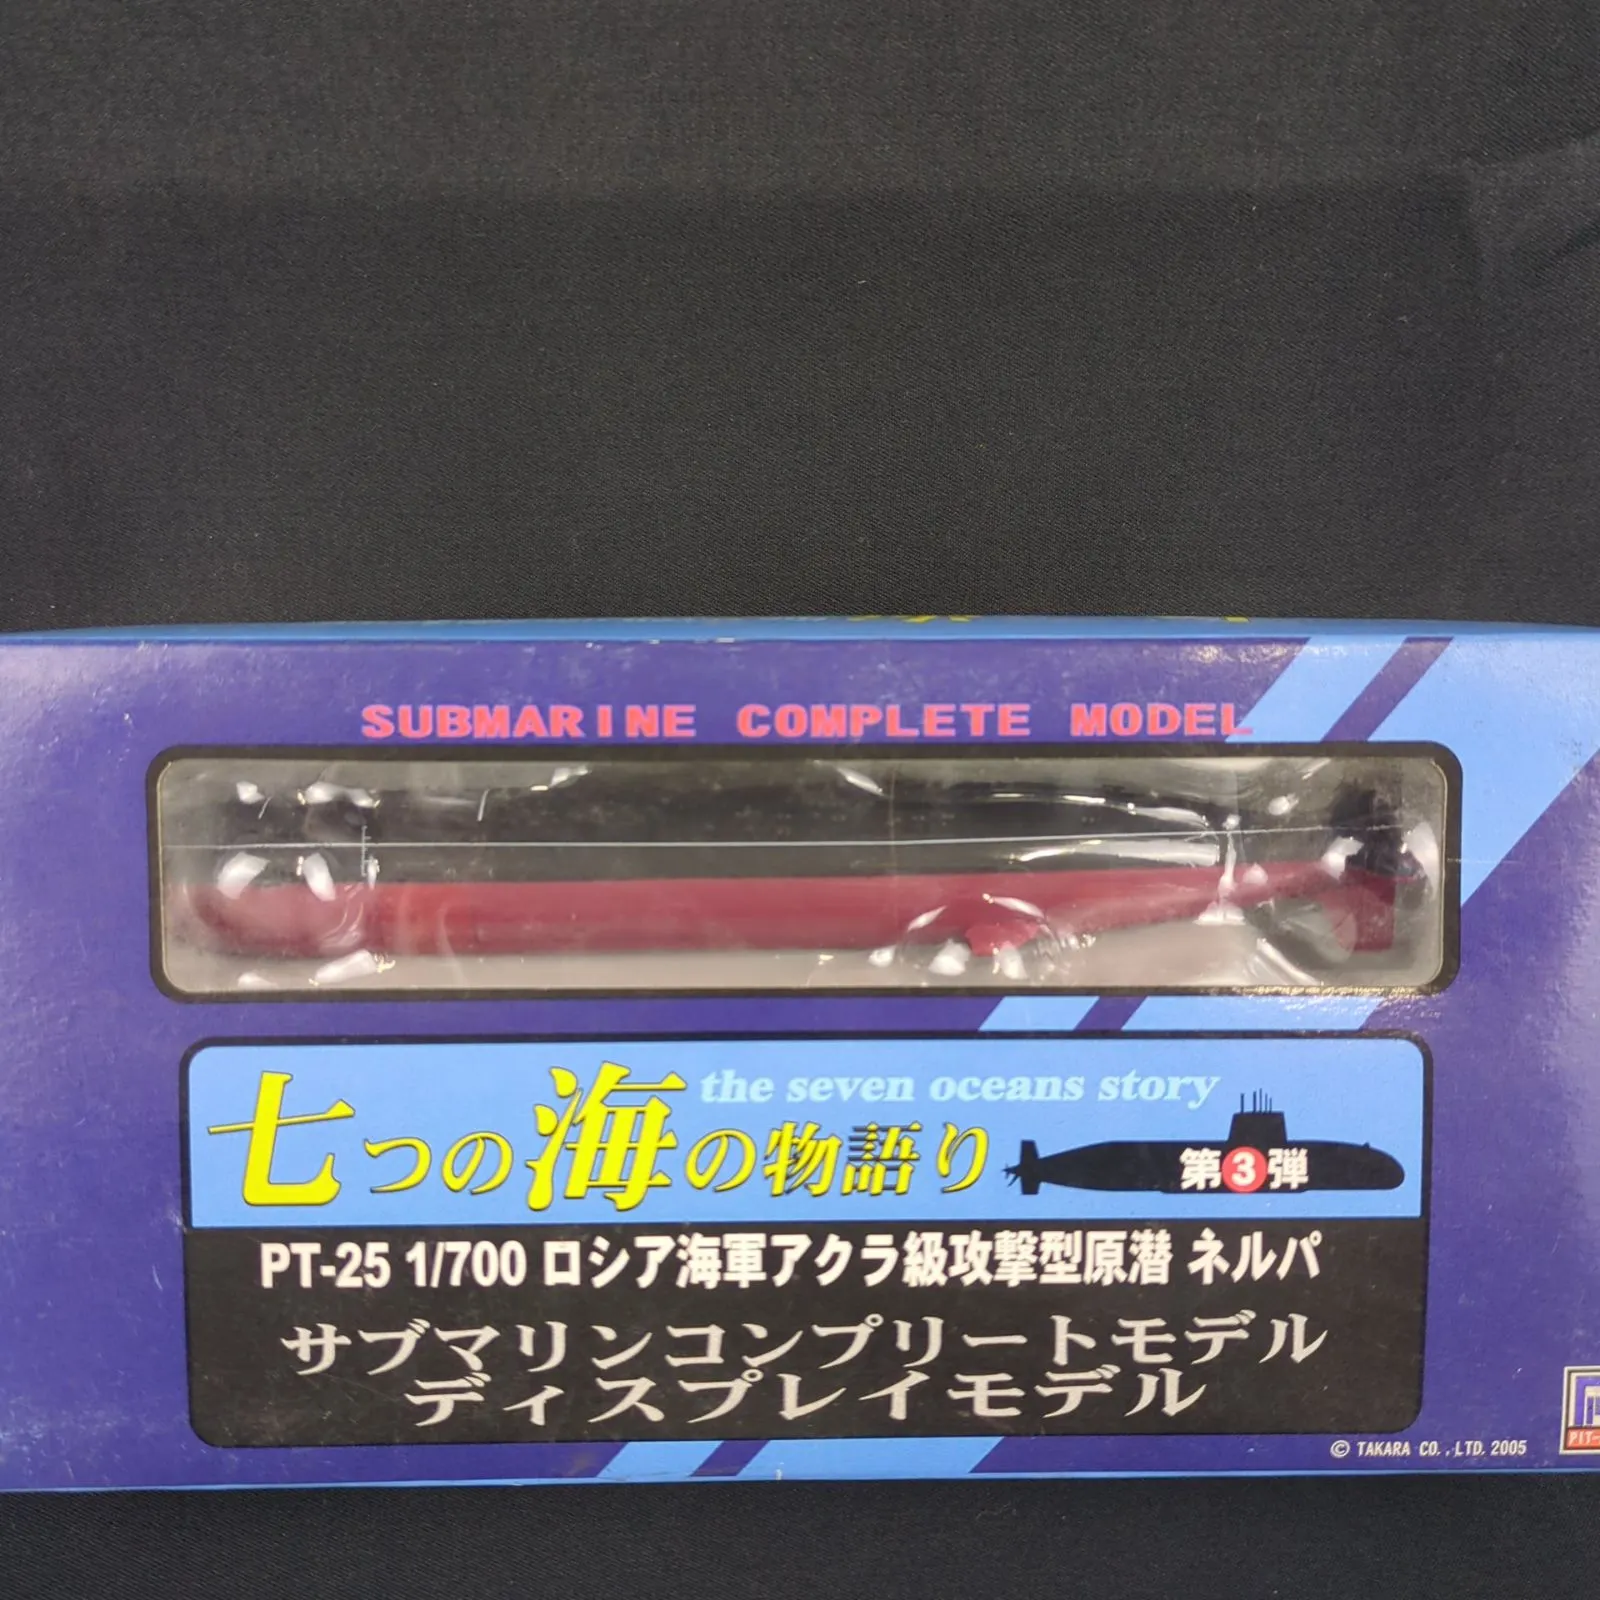 SUBMARINE COMPLETE MODEL
the seven oceans story
七つの海の物語り
第3弾
PT-25 1/700 ロシア海軍アクラ級攻撃型原潜 ネルパ
サブマリンコンプリートモデル
ディスプレイモデル
© TAKARA CO., LTD. 2005
PIT-